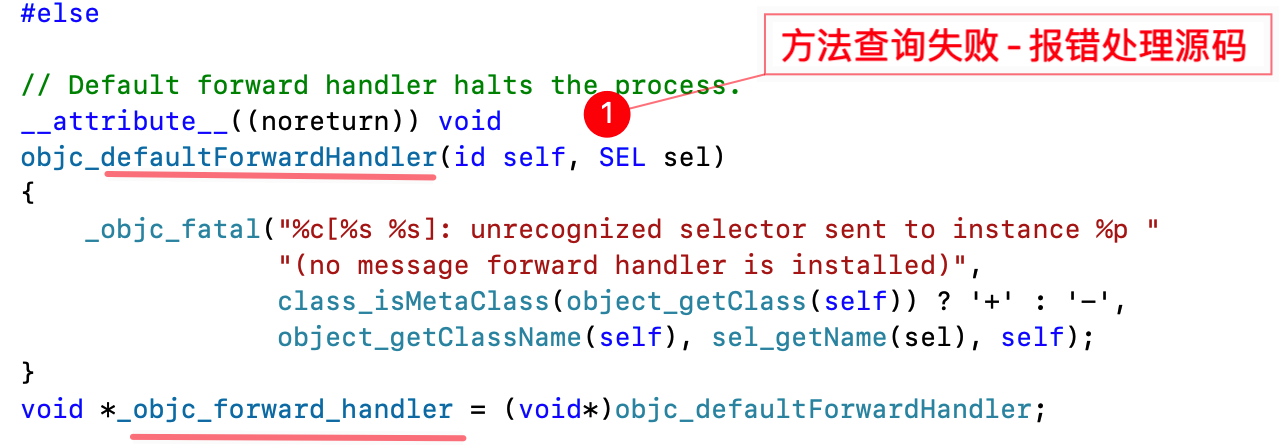 #else
方法查询失败 - 报错处理源码
// Default forward handler halts the process.
1
__attribute__((noreturn)) void
objc_defaultForwardHandler(id self, SEL sel)
{
    _objc_fatal("%c[%s %s]: unrecognized selector sent to instance %p "
                "(no message forward handler is installed)",
                class_isMetaClass(object_getClass(self)) ? '+' : '-',
                object_getClassName(self), sel_getName(sel), self);
}
void *_objc_forward_handler = (void*)objc_defaultForwardHandler;